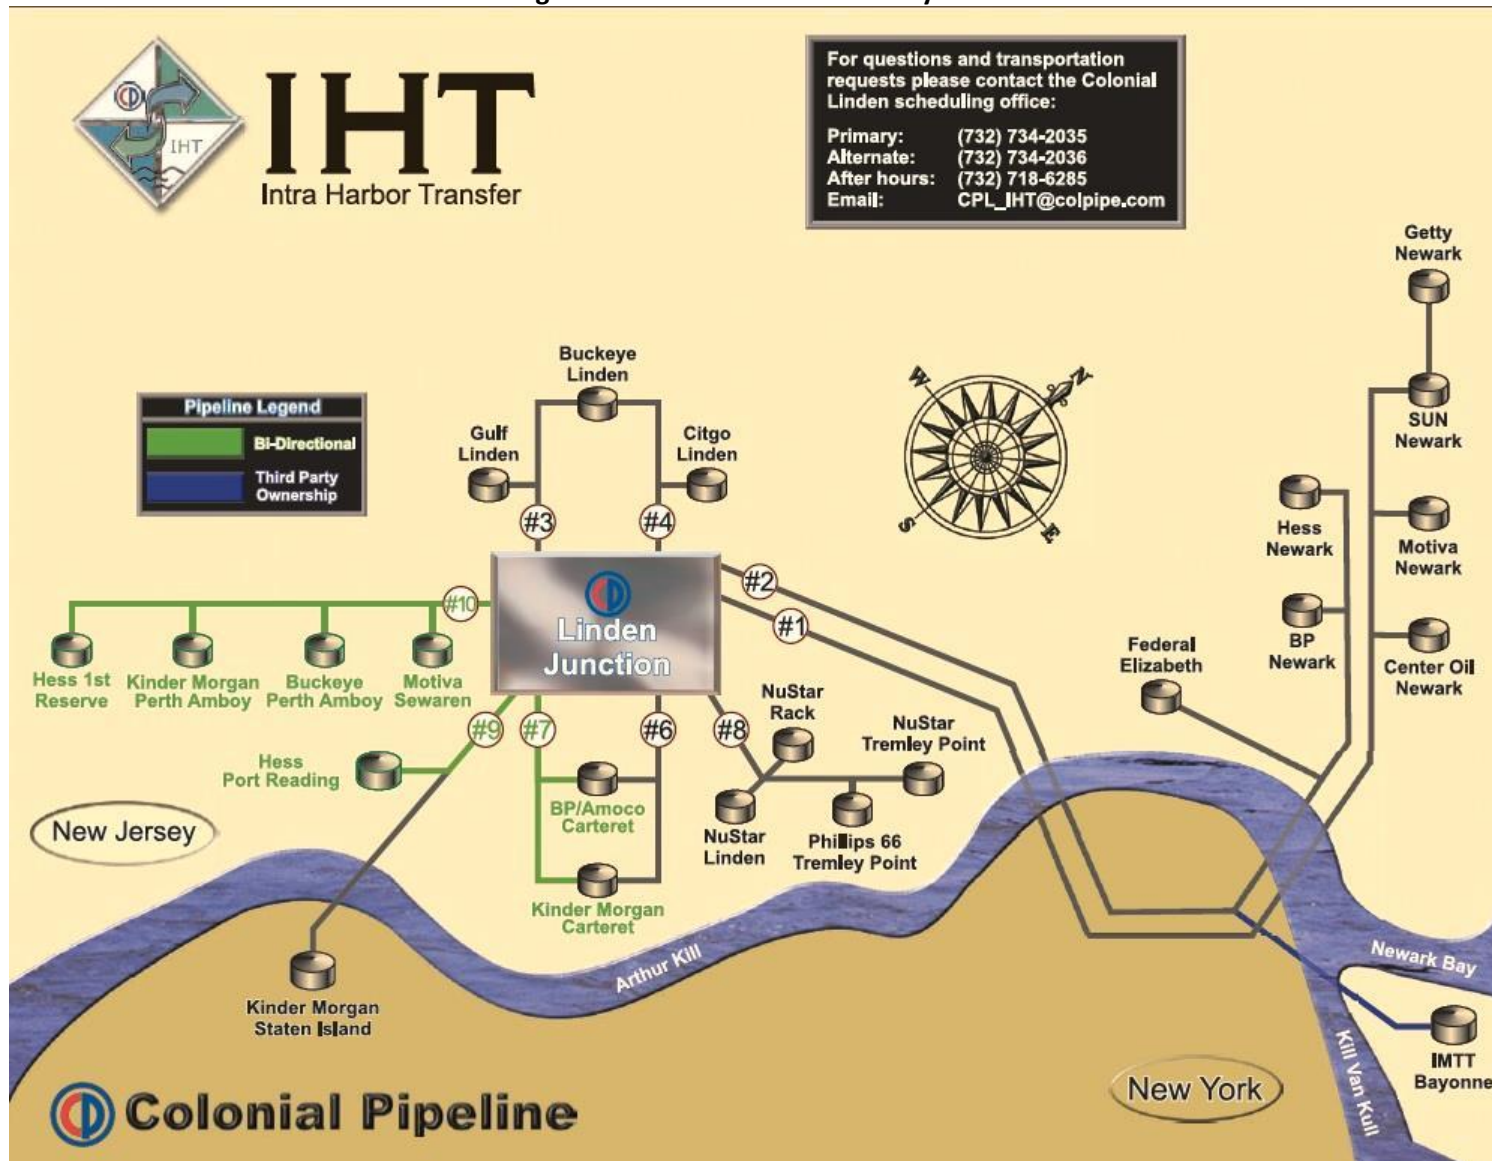 IHT
Intra Harbor Transfer
CD
IHT
For questions and transportation
requests please contact the Colonial
Linden scheduling office:
Primary: (732) 734-2035
Alternate: (732) 734-2036
After hours: (732) 718-6285
Email: CPL_IHT@colpipe.com
Getty
Newark
SUN
Newark
Motiva
Newark
Center Oil
Newark
Hess
Newark
BP
Newark
Federal
Elizabeth
W
N
S
E
Pipeline Legend
Bi-Directional
Third Party
Ownership
Buckeye
Linden
Gulf
Linden
Citgo
Linden
#3
#4
#2
#1
#10
Linden
Junction
Hess 1st
Reserve
Kinder Morgan
Perth Amboy
Buckeye
Perth Amboy
Motiva
Sewaren
#9
#7
#6
#8
Hess
Port Reading
BP/Amoco
Carteret
Kinder Morgan
Carteret
NuStar
Rack
NuStar
Tremley Point
NuStar
Linden
Phillips 66
Tremley Point
New Jersey
Kinder Morgan
Staten Island
Arthur Kill
Newark Bay
Kill Van Kull
IMTT
Bayonne
New York
Colonial Pipeline